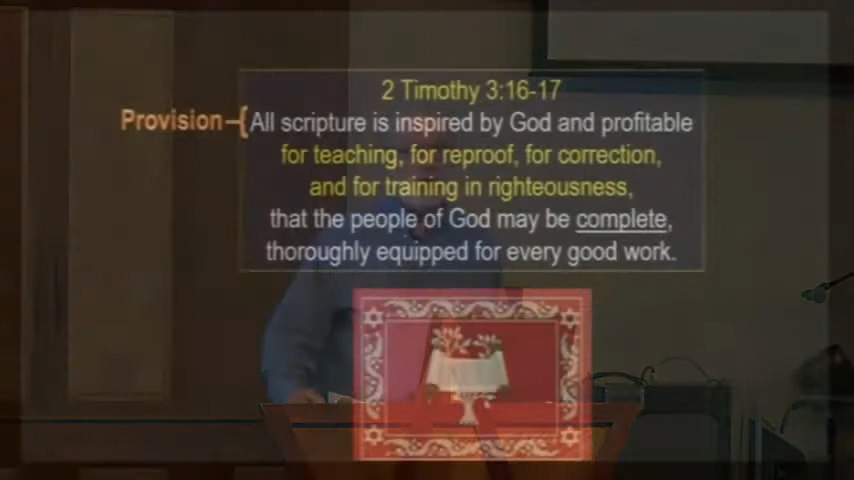 2 Timothy 3:16-17
Provision All scripture is inspired by God and profitable
for teaching, for reproof, for correction,
and for training in righteousness,
that the people of God may be complete,
thoroughly equipped for every good work.